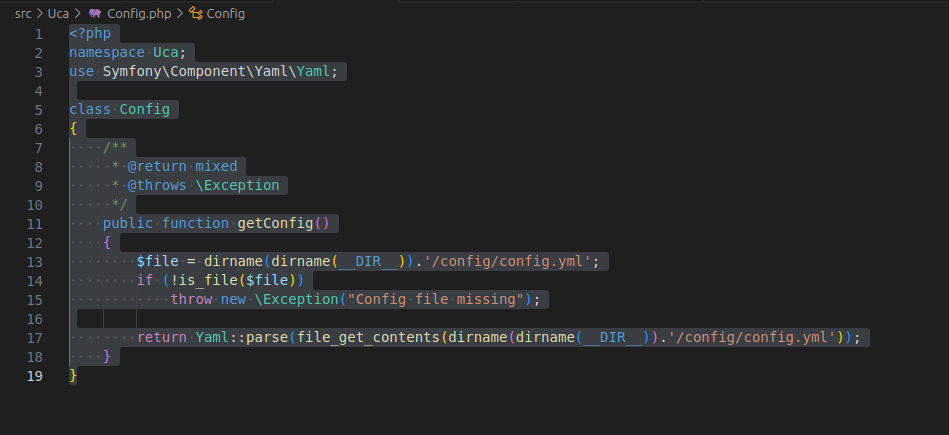 src > Uca > Config.php > Config
1 <?php
2 namespace Uca;
3 use Symfony\Component\Yaml\Yaml;
4
5 class Config
6 {
7     /**
8      * @return mixed
9      * @throws \Exception
10      */
11     public function getConfig()
12     {
13         $file = dirname(dirname(__DIR__)).'/config/config.yml';
14         if (!is_file($file))
15             throw new \Exception("Config file missing");
16
17         return Yaml::parse(file_get_contents(dirname(dirname(__DIR__)).'/config/config.yml'));
18     }
19 }